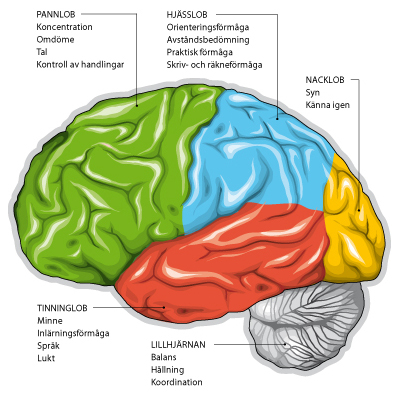 PANNLOB
Koncentration
Omdöme
Tal
Kontroll av handlingar
HJÄSSLOB
Orienteringsförmåga
Avståndsbedömning
Praktisk förmåga
Skriv- och räkneförmåga
NACKLOB
Syn
Känna igen
TINNINGLOB
Minne
Inlärningsförmåga
Språk
Lukt
LILLHJÄRNAN
Balans
Hållning
Koordination